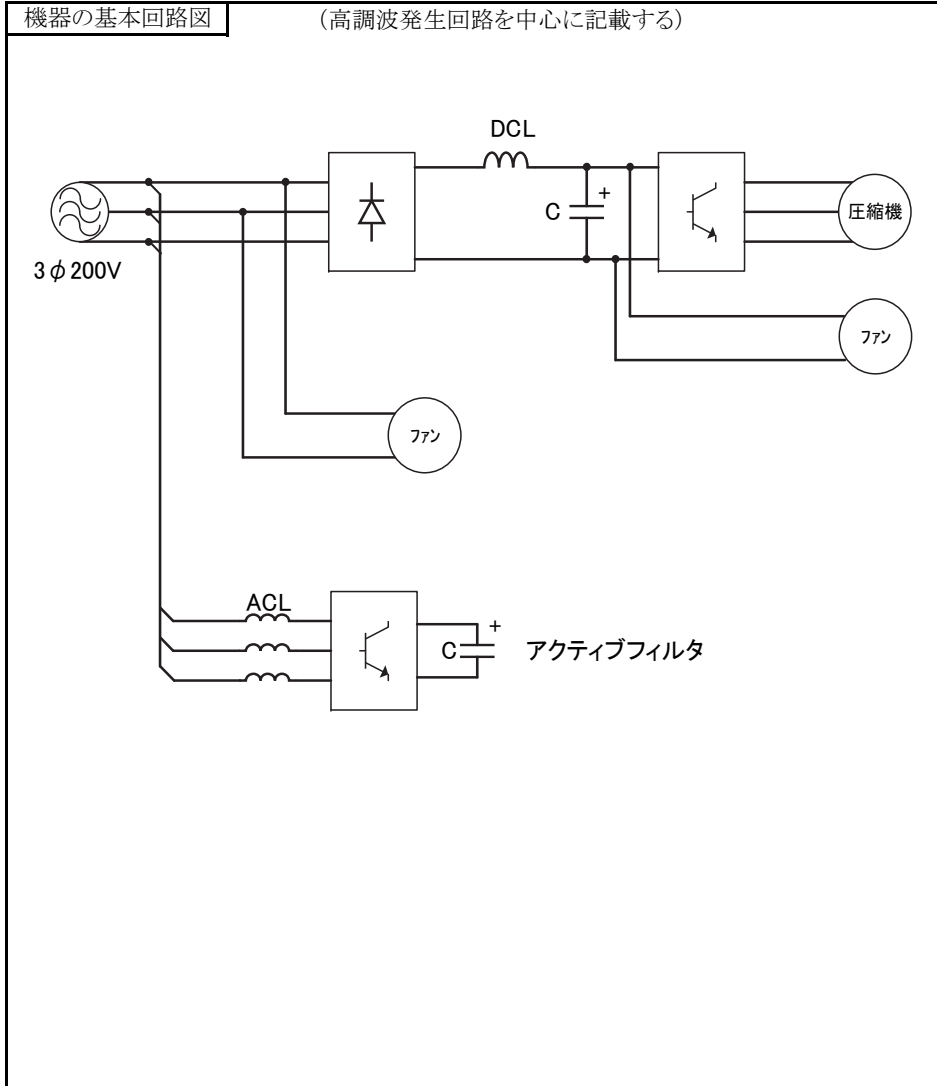 機器の基本回路図
（高調波発生回路を中心に記載する）
DCL
+
C
圧縮機
3φ200V
ファン
ファン
ACL
+
C
アクティブフィルタ